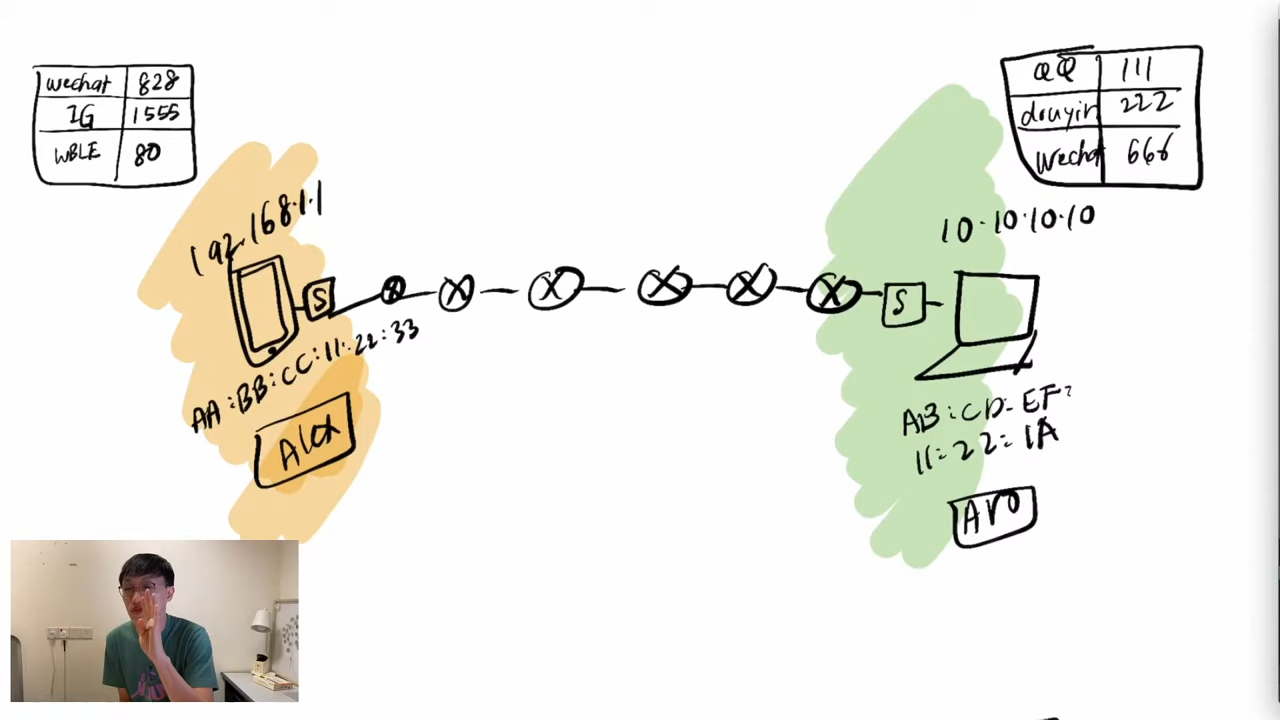 wechat 828
IG 1555
WBLE 80
QQ 111
douyin 222
wechat 666
192.168.1.1
10.10.10.10
S
X X X X X X
S
AA:BB:CC:11:22:33
AB:CD:EF:
11:22:1A
Alex
Aro